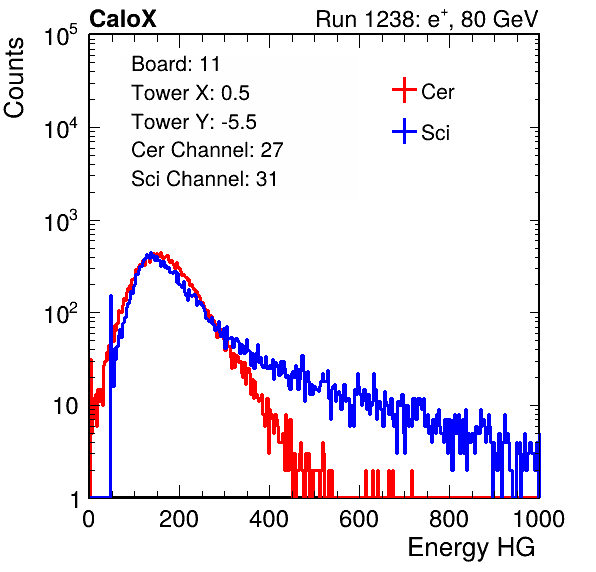 CaloX Run 1238: e⁺, 80 GeV
Counts
10⁵
10⁴
10³
10²
10
1
Board: 11
Tower X: 0.5
Tower Y: -5.5
Cer Channel: 27
Sci Channel: 31
Cer
Sci
0 200 400 600 800 1000
Energy HG